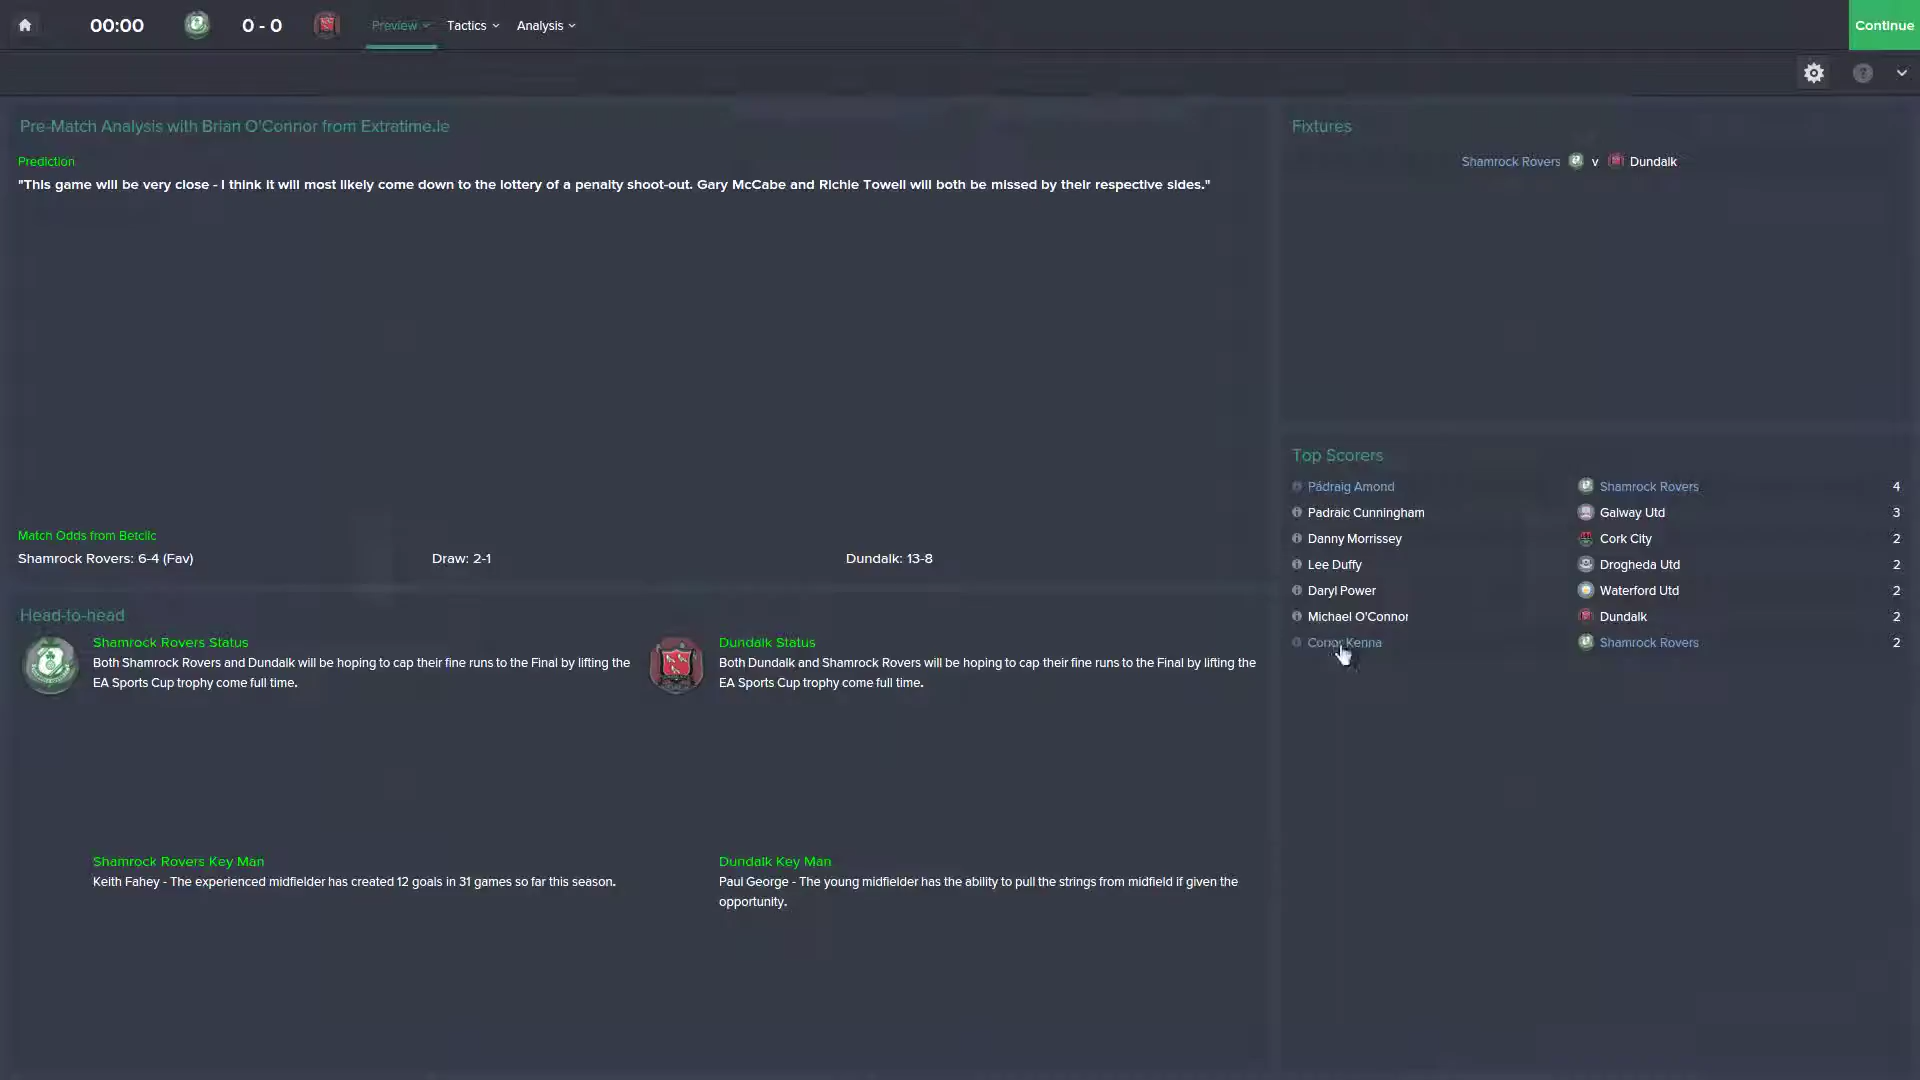 00:00 0 - 0 Preview Tactics Analysis Continue
?
Pre-Match Analysis with Brian O'Connor from Extratime.ie
Prediction
"This game will be very close - I think it will most likely come down to the lottery of a penalty shoot-out. Gary McCabe and Richie Towell will both be missed by their respective sides."
Match Odds from Betclic
Shamrock Rovers: 6-4 (Fav) Draw: 2-1 Dundalk: 13-8
Head-to-head
Shamrock Rovers Status
Both Shamrock Rovers and Dundalk will be hoping to cap their fine runs to the Final by lifting the
EA Sports Cup trophy come full time.
Dundalk Status
Both Dundalk and Shamrock Rovers will be hoping to cap their fine runs to the Final by lifting the
EA Sports Cup trophy come full time.
Shamrock Rovers Key Man
Keith Fahey - The experienced midfielder has created 12 goals in 31 games so far this season.
Dundalk Key Man
Paul George - The young midfielder has the ability to pull the strings from midfield if given the
opportunity.
Fixtures
Shamrock Rovers v Dundalk
Top Scorers
Pádraig Amond Shamrock Rovers 4
Padraic Cunningham Galway Utd 3
Danny Morrissey Cork City 2
Lee Duffy Drogheda Utd 2
Daryl Power Waterford Utd 2
Michael O'Connor Dundalk 2
Conor Kenna Shamrock Rovers 2